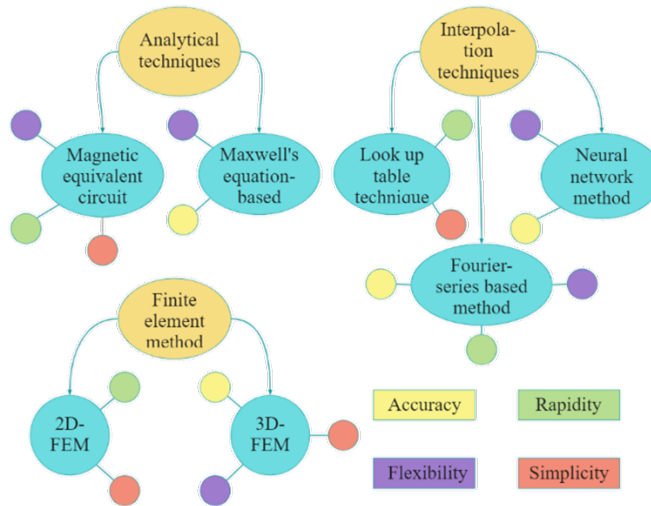 Analytical
techniques
Magnetic
equivalent
circuit
Maxwell's
equation-
based
Interpola-
tion
techniques
Look up
table
technique
Neural
network
method
Fourier-
series based
method
Finite
element
method
2D-
FEM
3D-
FEM
Accuracy
Rapidity
Flexibility
Simplicity